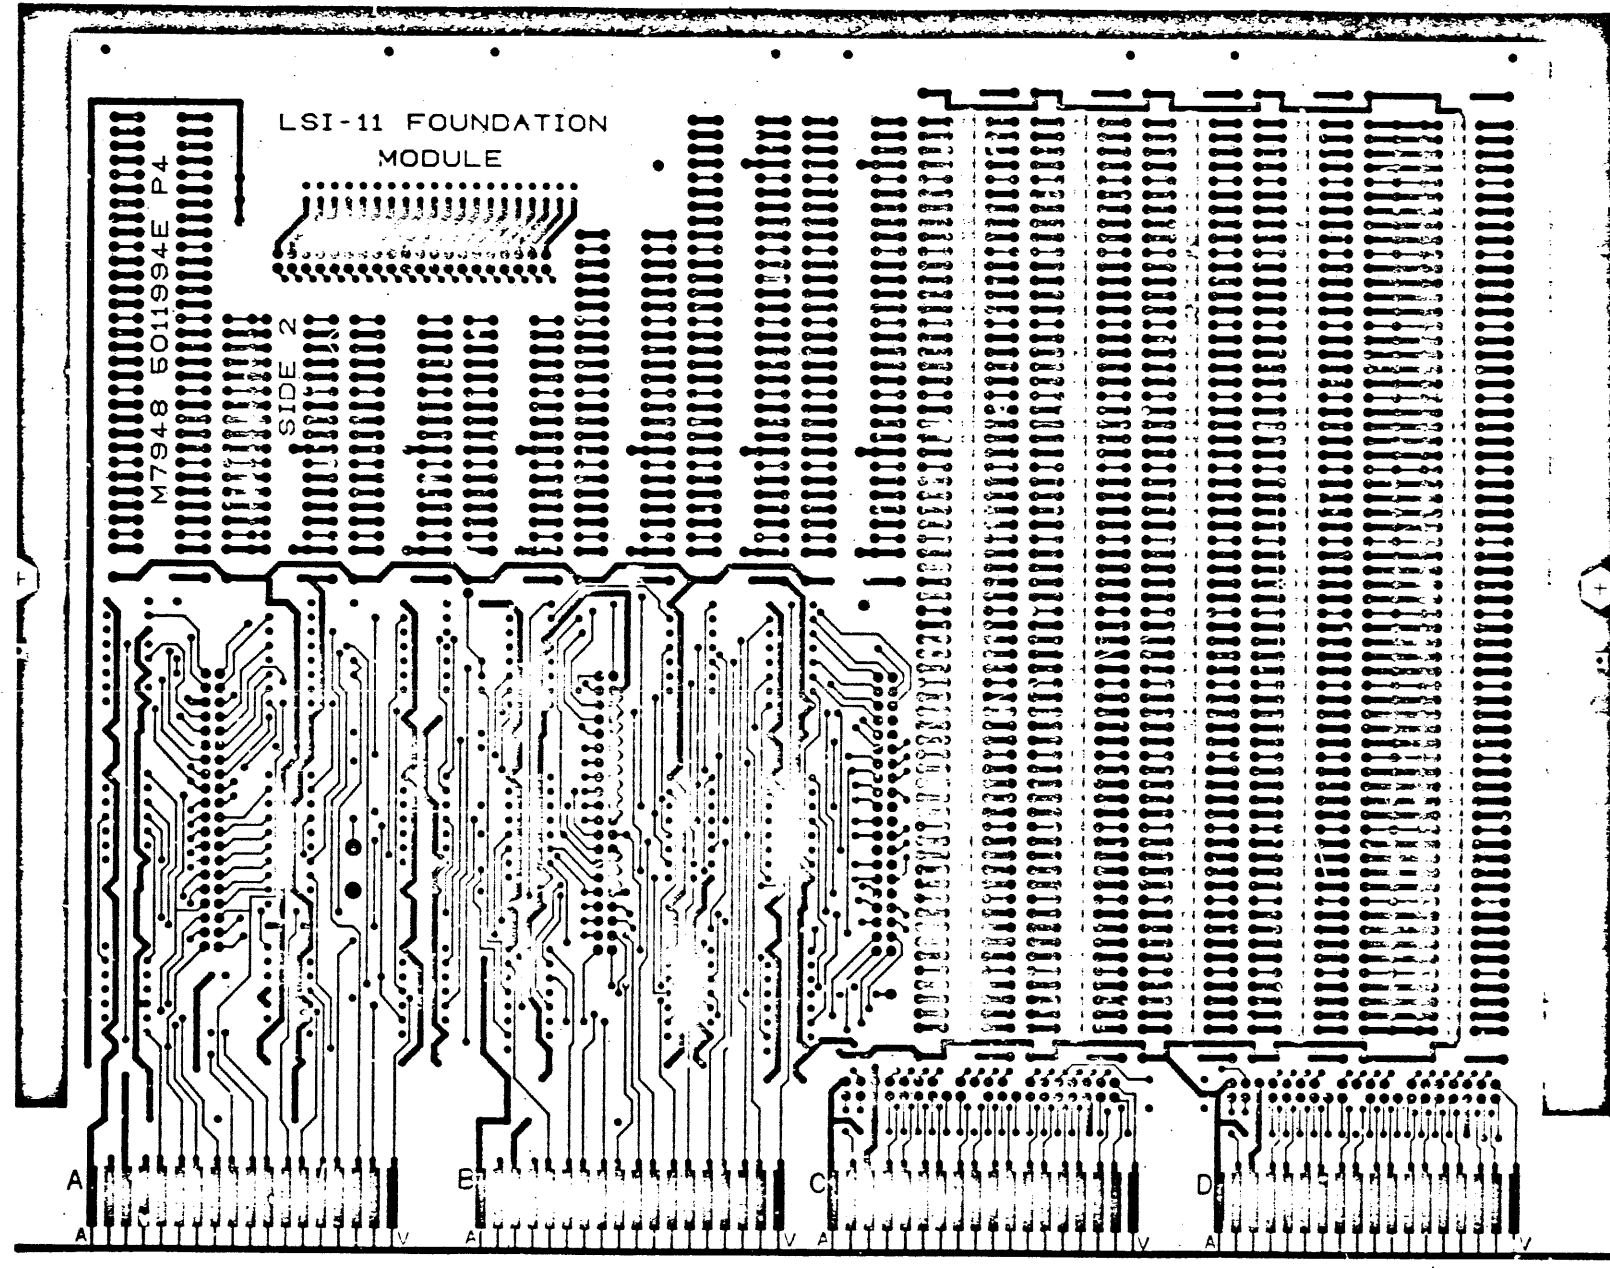 LSI-11 FOUNDATION
MODULE
M7948 5011994E P4
SIDE 2
A
B
C
D
A V
A V
A V
A V